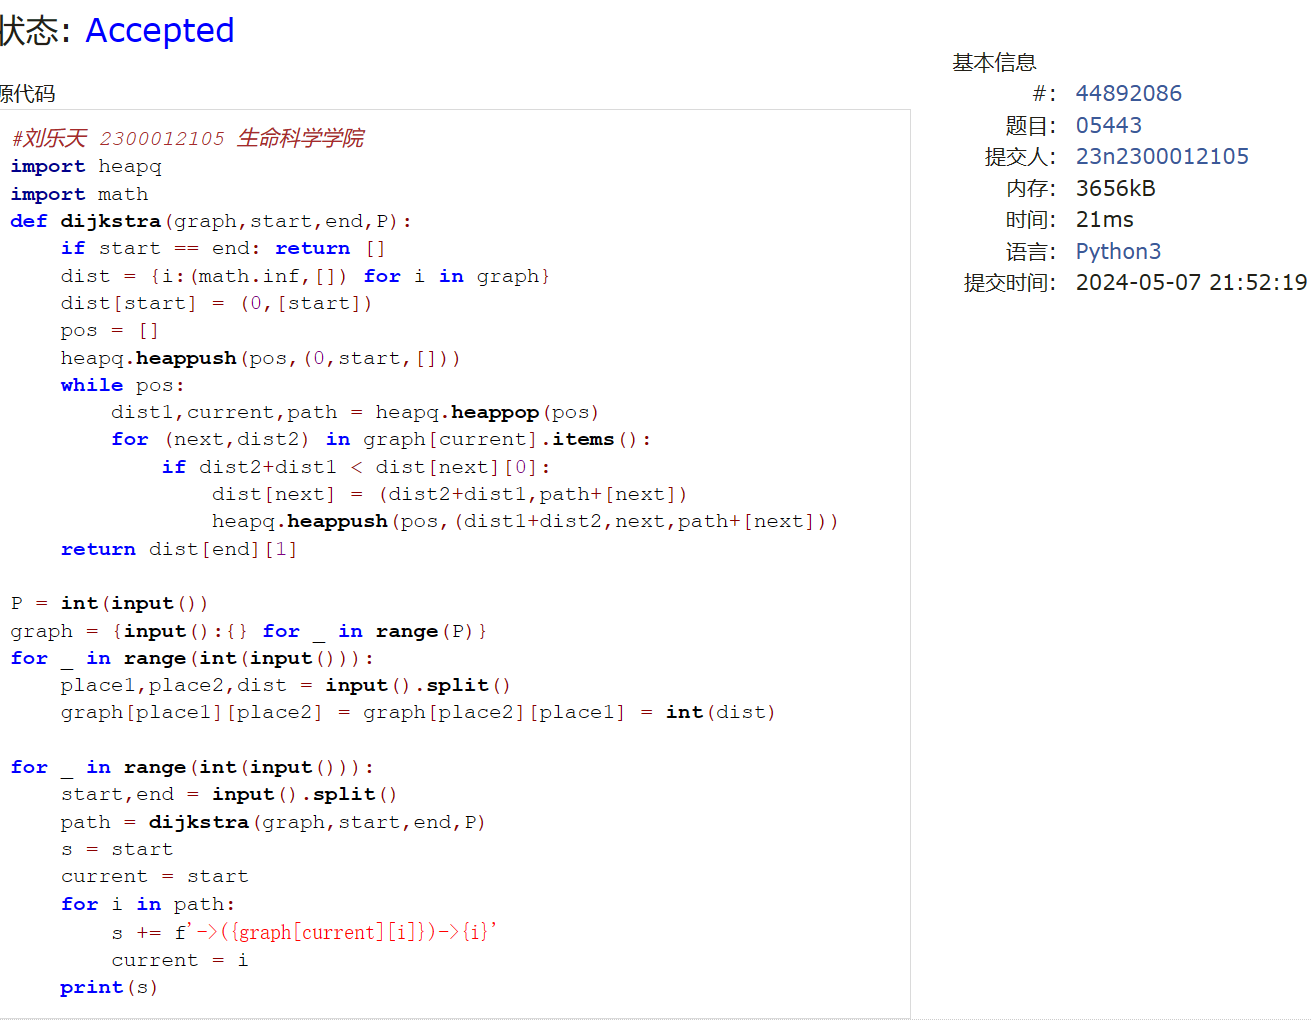 状态: Accepted
源代码
#刘乐天 2300012105 生命科学学院
import heapq
import math
def dijkstra(graph,start,end,P):
    if start == end: return []
    dist = {i:(math.inf,[]) for i in graph}
    dist[start] = (0,[start])
    pos = []
    heapq.heappush(pos,(0,start,[]))
    while pos:
        dist1,current,path = heapq.heappop(pos)
        for (next,dist2) in graph[current].items():
            if dist2+dist1 < dist[next][0]:
                dist[next] = (dist2+dist1,path+[next])
                heapq.heappush(pos,(dist1+dist2,next,path+[next]))
    return dist[end][1]

P = int(input())
graph = {input():{} for _ in range(P)}
for _ in range(int(input())):
    place1,place2,dist = input().split()
    graph[place1][place2] = graph[place2][place1] = int(dist)

for _ in range(int(input())):
    start,end = input().split()
    path = dijkstra(graph,start,end,P)
    s = start
    current = start
    for i in path:
        s += f'->({graph[current][i]})->{i}'
        current = i
    print(s)
基本信息
#: 44892086
题目: 05443
提交人: 23n2300012105
内存: 3656kB
时间: 21ms
语言: Python3
提交时间: 2024-05-07 21:52:19